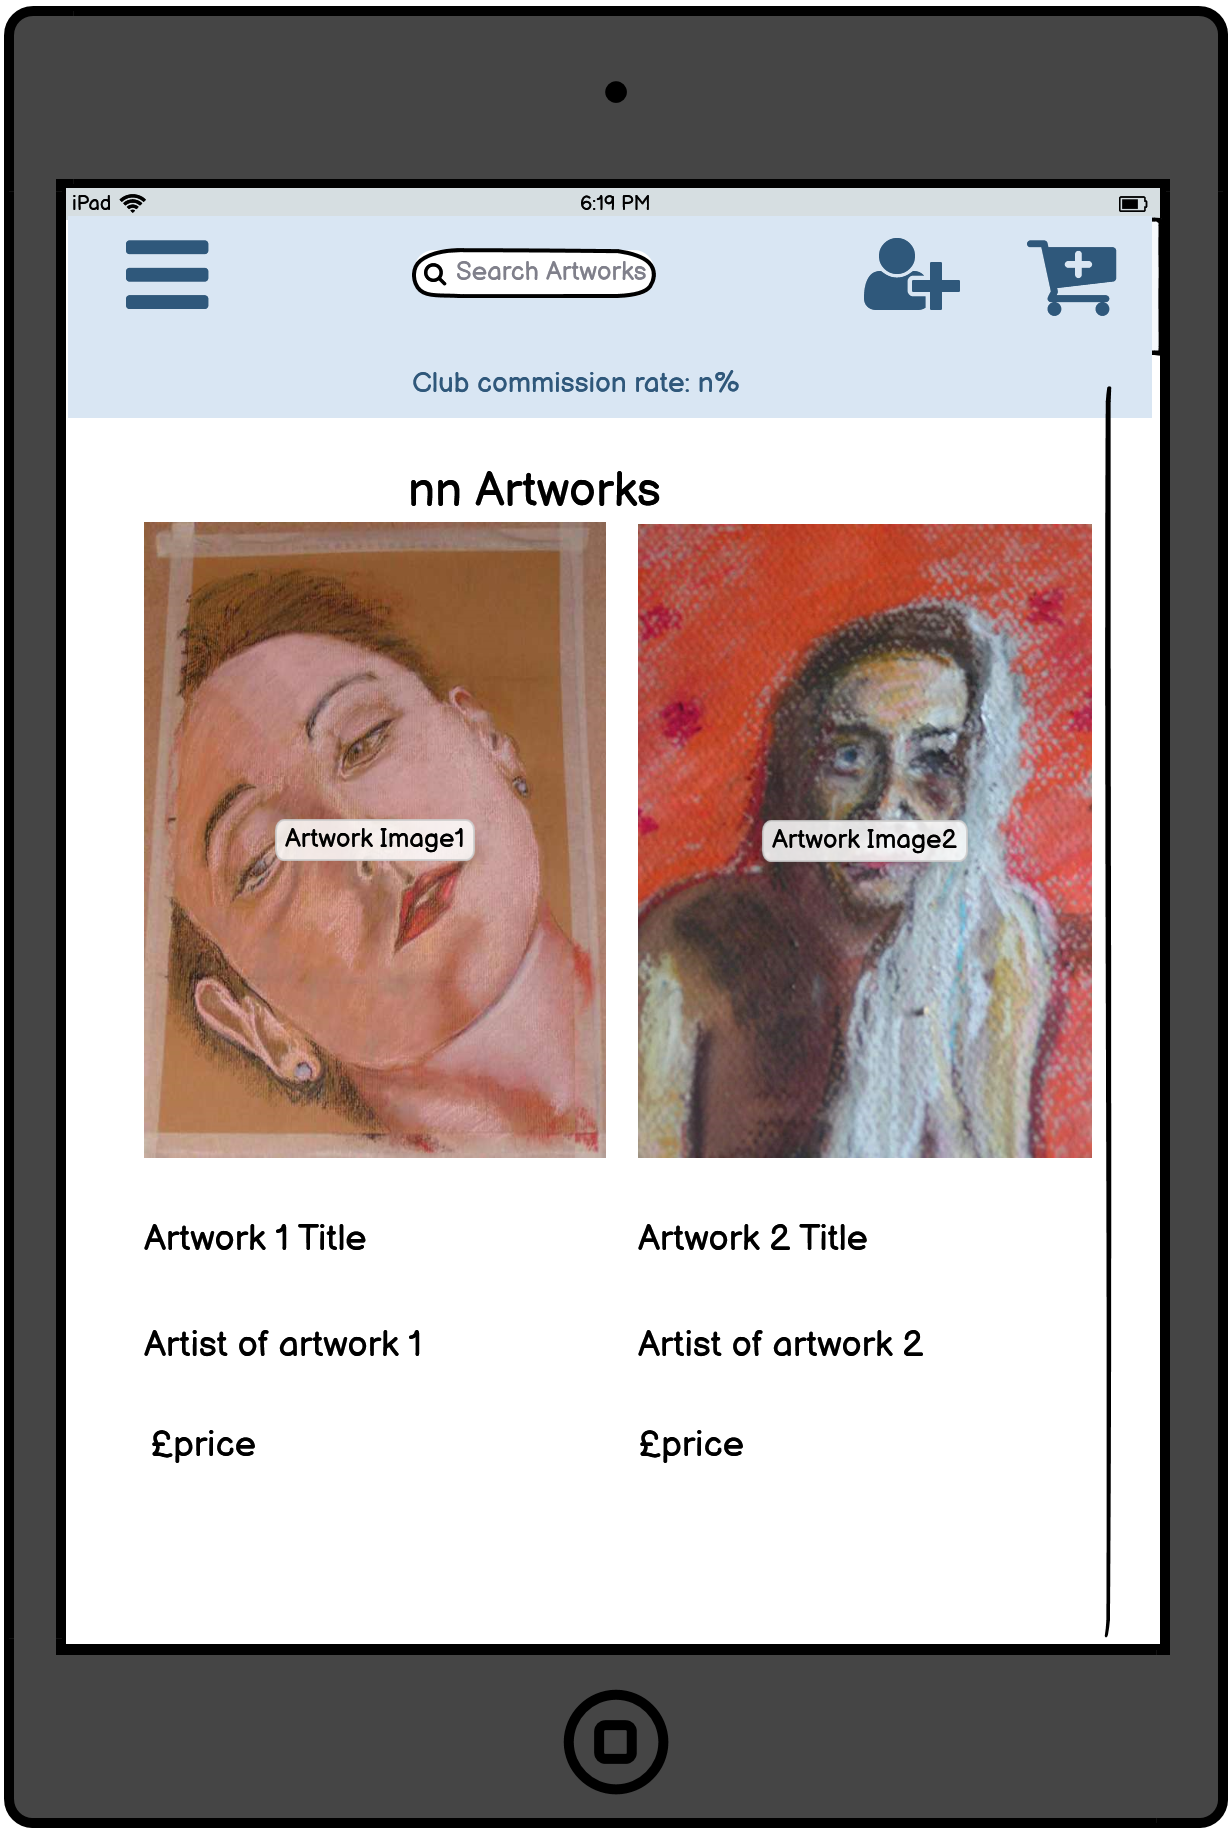 iPad
6:19 PM
Search Artworks
Club commission rate: n%
nn Artworks
Artwork Image1
Artwork Image2
Artwork 1 Title
Artwork 2 Title
Artist of artwork 1
Artist of artwork 2
£price
£price